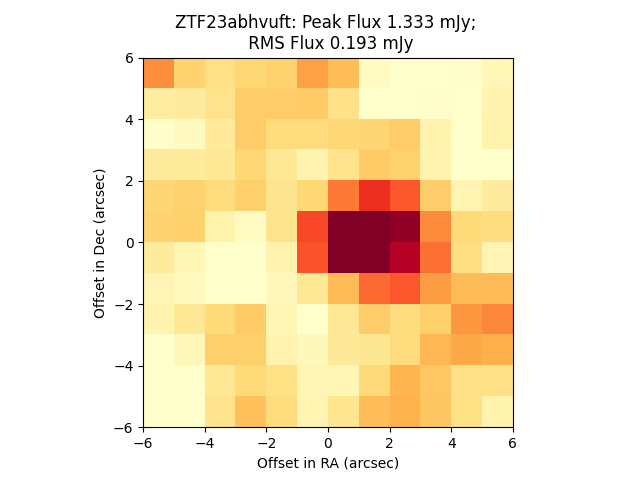 ZTF23abhvuft: Peak Flux 1.333 mJy;
RMS Flux 0.193 mJy
6
4
2
0
−2
−4
−6
Offset in Dec (arcsec)
−6 −4 −2 0 2 4 6
Offset in RA (arcsec)